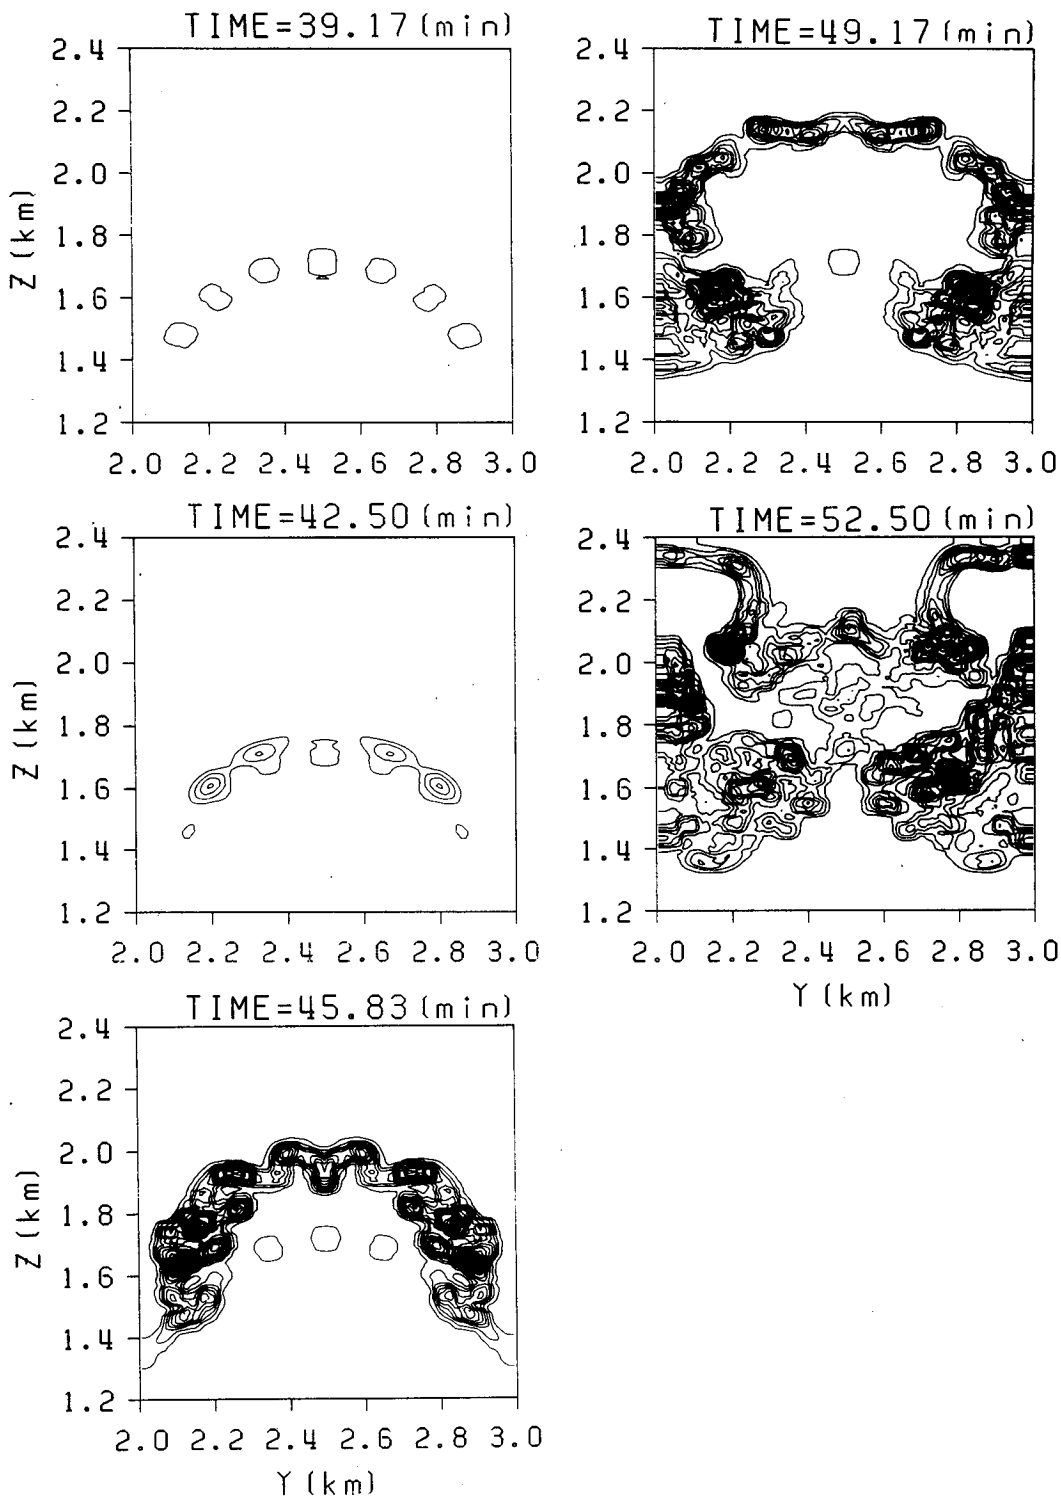 TIME=39.17(min)
2.4
2.2
2.0
1.8
1.6
1.4
1.2
Z (km)
2.0 2.2 2.4 2.6 2.8 3.0
TIME=49.17(min)
2.4
2.2
2.0
1.8
1.6
1.4
1.2
2.0 2.2 2.4 2.6 2.8 3.0
TIME=42.50(min)
2.4
2.2
2.0
1.8
1.6
1.4
1.2
Z (km)
2.0 2.2 2.4 2.6 2.8 3.0
TIME=52.50(min)
2.4
2.2
2.0
1.8
1.6
1.4
1.2
2.0 2.2 2.4 2.6 2.8 3.0
Y (km)
TIME=45.83(min)
2.4
2.2
2.0
1.8
1.6
1.4
1.2
Z (km)
2.0 2.2 2.4 2.6 2.8 3.0
Y (km)